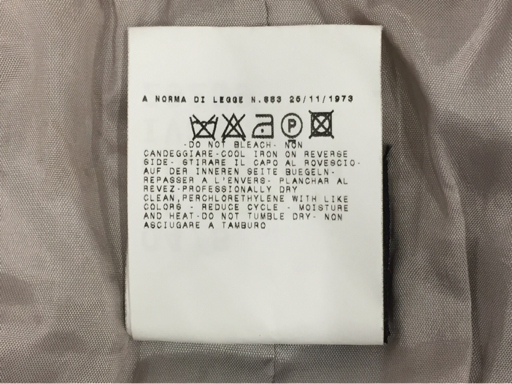 A NORMA DI LEGGE N.883 26/11/1973
P
-DO NOT BLEACH- NON
CANDEGGIARE-COOL IRON ON REVERSE
SIDE- STIRARE IL CAPO AL ROVESCIO-
AUF DER INNEREN SEITE BUEGELN-
REPASSER A L'ENVERS- PLANCHAR AL
REVEZ-PROFESSIONALLY DRY
CLEAN,PERCHLORETHYLENE WITH LIKE
COLORS - REDUCE CYCLE - MOISTURE
AND HEAT-DO NOT TUMBLE DRY- NON
ASCIUGARE A TAMBURO